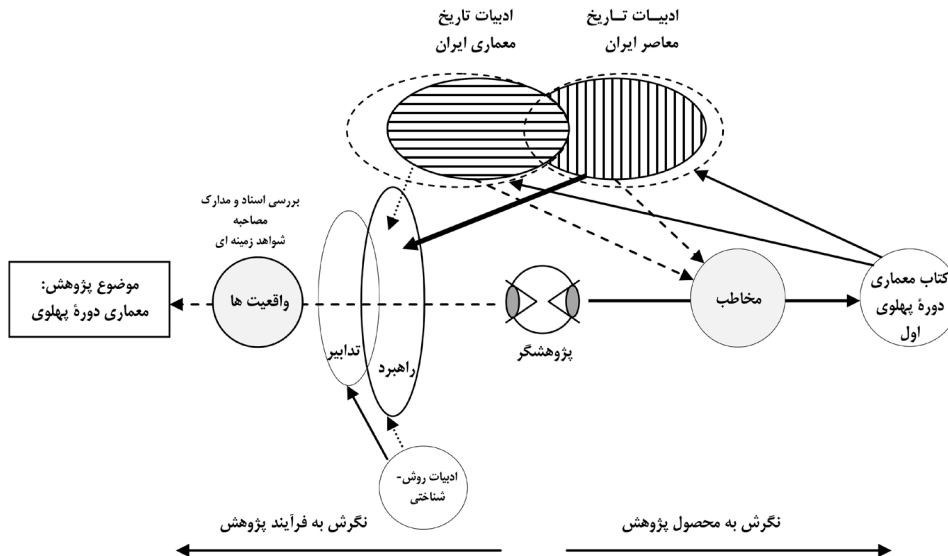 ادبیات تاریخ
معاصر ایران
ادبیات تاریخ
معماری ایران
بررسی اسناد و مدارک
مصاحبه
شواهد زمینه ای
کتاب معماری
دورهٔ پهلوی
اول
مخاطب
پژوهشگر
راهبرد
تدابیر
واقعیت ها
موضوع پژوهش:
معماری دورهٔ پهلوی
ادبیات روش-
شناختی
نگرش به محصول پژوهش
نگرش به فرآیند پژوهش